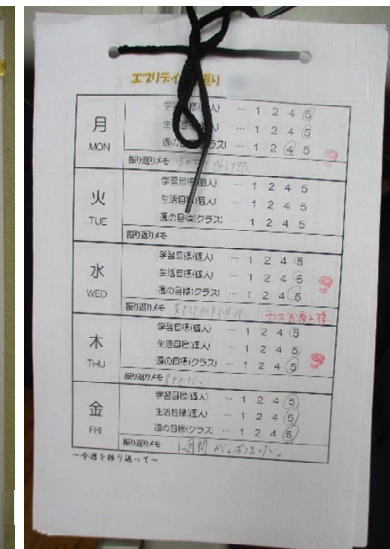 エブリデイ 振り
月
MON
学習目標(個人) … 1 2 4 5
生活目標(個人) … 1 2 4 5
週の目標(クラス) … 1 2 4 5
振り返りメモ
火
TUE
学習目標(個人) … 1 2 4 5
生活目標(個人) … 1 2 4 5
週の目標(クラス) … 1 2 4 5
振り返りメモ
水
WED
学習目標(個人) … 1 2 4 5
生活目標(個人) … 1 2 4 5
週の目標(クラス) … 1 2 4 5
振り返りメモ
木
THU
学習目標(個人) … 1 2 4 5
生活目標(個人) … 1 2 4 5
週の目標(クラス) … 1 2 4 5
振り返りメモ
金
FRI
学習目標(個人) … 1 2 4 5
生活目標(個人) … 1 2 4 5
週の目標(クラス) … 1 2 4 5
振り返りメモ 1週間 がんばりました。
～今週を振り返って～